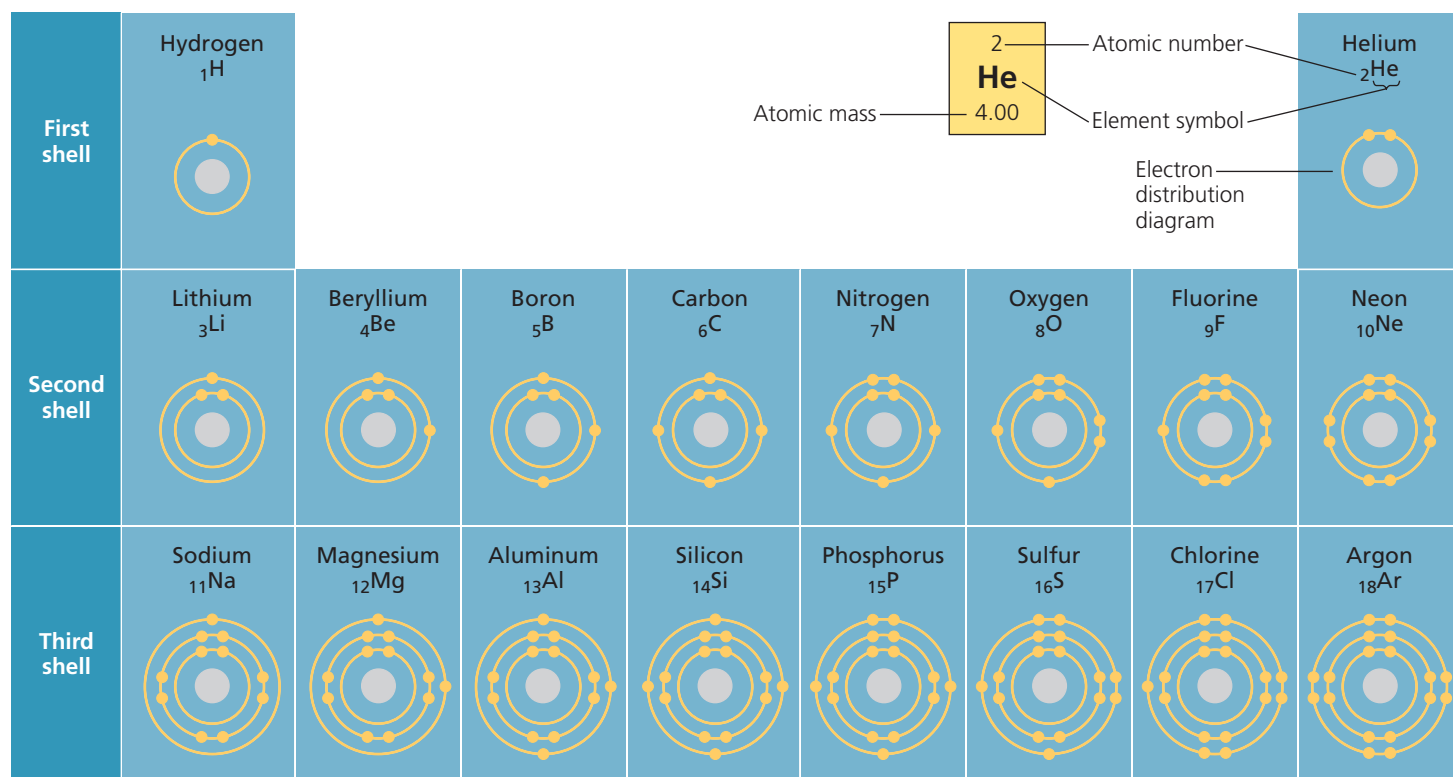 First
shell
Hydrogen
₁H
2
He
4.00
Atomic number
Atomic mass
Element symbol
Electron
distribution
diagram
Helium
₂He
Second
shell
Lithium
₃Li
Beryllium
₄Be
Boron
₅B
Carbon
₆C
Nitrogen
₇N
Oxygen
₈O
Fluorine
₉F
Neon
₁₀Ne
Third
shell
Sodium
₁₁Na
Magnesium
₁₂Mg
Aluminum
₁₃Al
Silicon
₁₄Si
Phosphorus
₁₅P
Sulfur
₁₆S
Chlorine
₁₇Cl
Argon
₁₈Ar